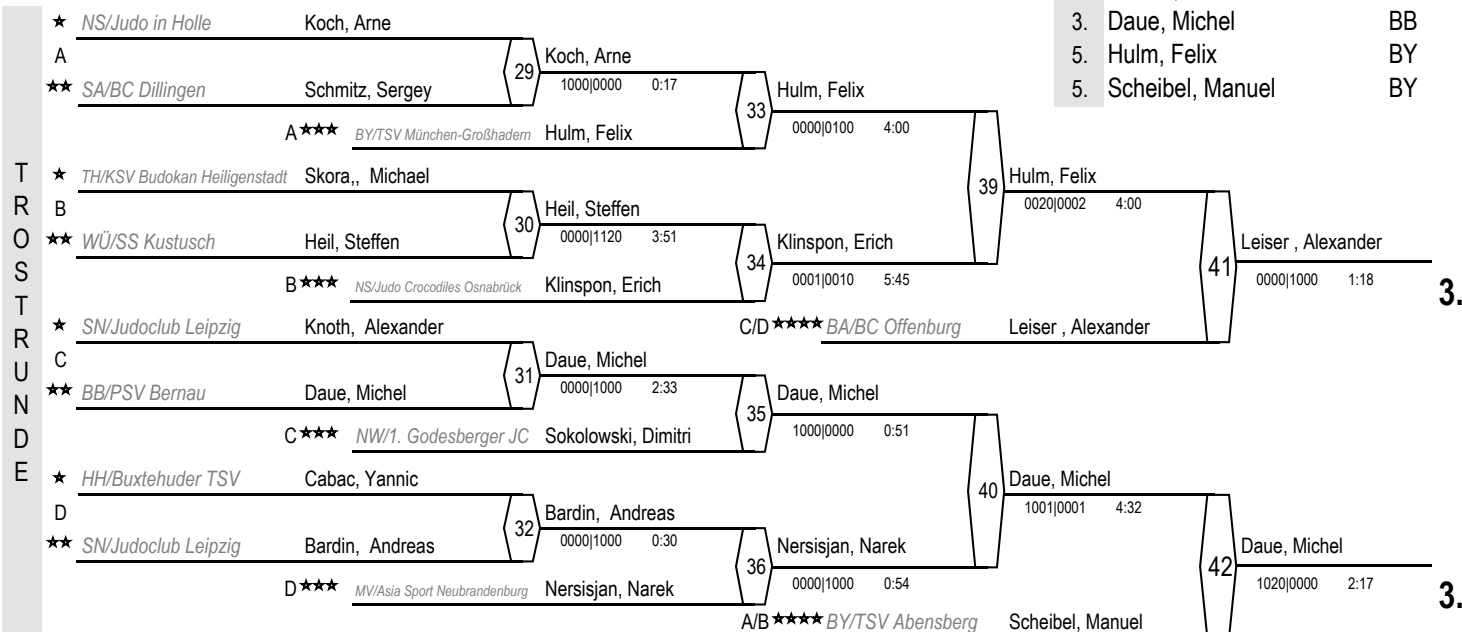 ★ NS/Judo in Holle Koch, Arne
A
★★ SA/BC Dillingen Schmitz, Sergey
29 Koch, Arne
1000|0000 0:17
A★★★ BY/TSV München-Großhadern Hulm, Felix
33 Hulm, Felix
0000|0100 4:00
3. Daue, Michel BB
5. Hulm, Felix BY
5. Scheibel, Manuel BY
TROSTRUNDE
★ TH/KSV Budokan Heiligenstadt Skora,, Michael
B
★★ WÜ/SS Kustusch Heil, Steffen
30 Heil, Steffen
0000|1120 3:51
B★★★ NS/Judo Crocodiles Osnabrück Klinspon, Erich
34 Klinspon, Erich
0001|0010 5:45
39 Hulm, Felix
0020|0002 4:00
C/D★★★★ BA/BC Offenburg Leiser , Alexander
41 Leiser , Alexander
0000|1000 1:18
3.
★ SN/Judoclub Leipzig Knoth, Alexander
C
★★ BB/PSV Bernau Daue, Michel
31 Daue, Michel
0000|1000 2:33
C★★★ NW/1. Godesberger JC Sokolowski, Dimitri
35 Daue, Michel
1000|0000 0:51
★ HH/Buxtehuder TSV Cabac, Yannic
D
★★ SN/Judoclub Leipzig Bardin, Andreas
32 Bardin, Andreas
0000|1000 0:30
D★★★ MV/Asia Sport Neubrandenburg Nersisjan, Narek
36 Nersisjan, Narek
0000|1000 0:54
40 Daue, Michel
1001|0001 4:32
A/B★★★★ BY/TSV Abensberg Scheibel, Manuel
42 Daue, Michel
1020|0000 2:17
3.